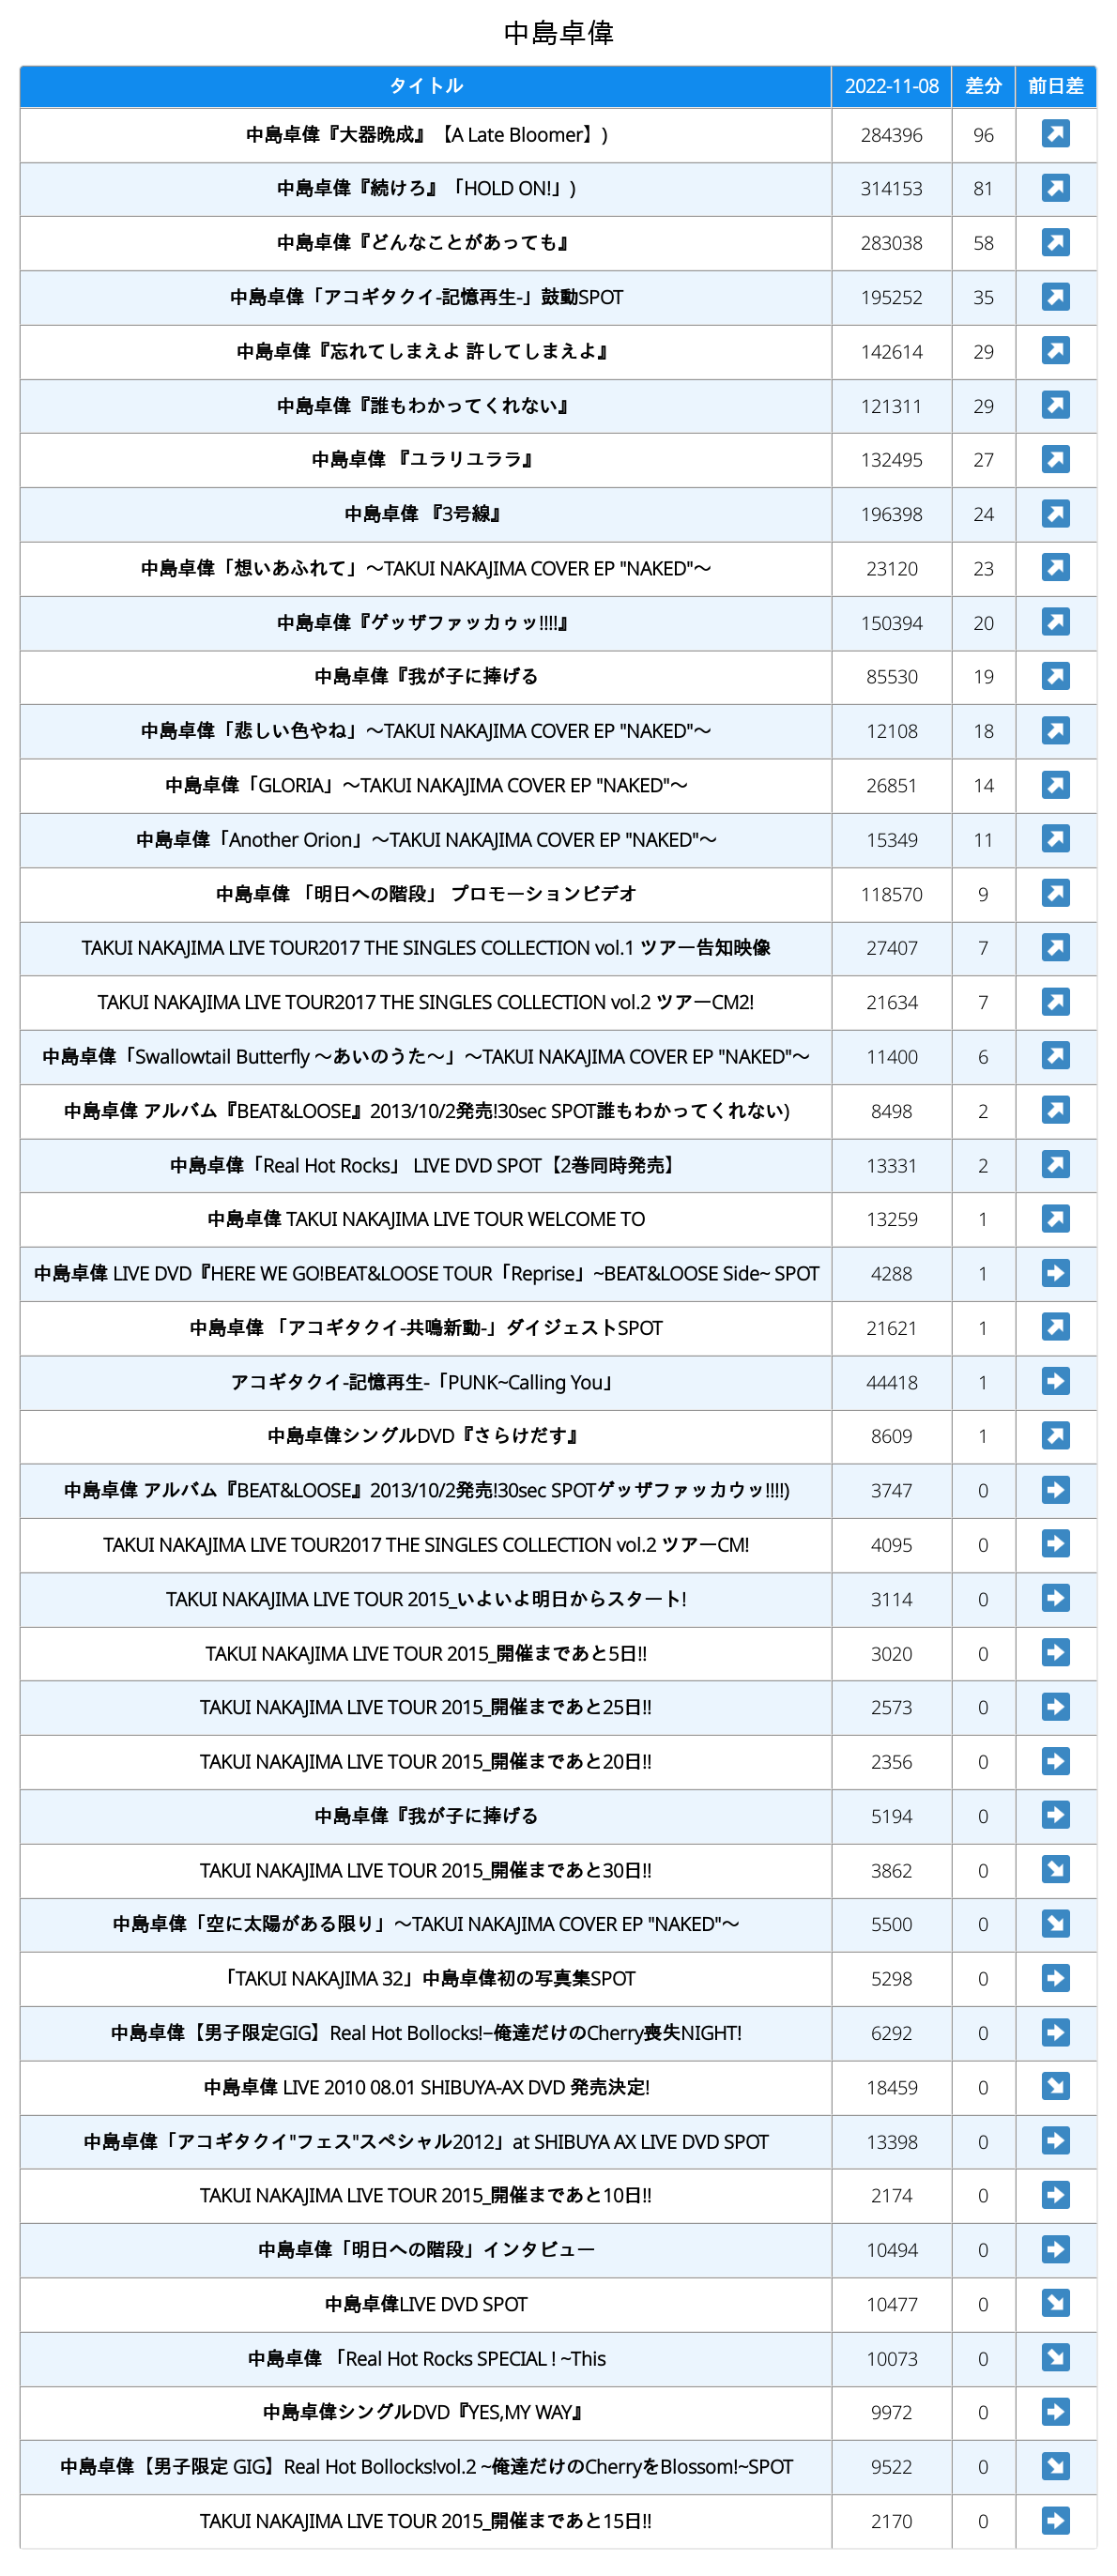 中島卓偉
タイトル 2022-11-08 差分 前日差
中島卓偉『大器晩成』【A Late Bloomer】) 284396 96 ↗
中島卓偉『続けろ』「HOLD ON!」) 314153 81 ↗
中島卓偉『どんなことがあっても』 283038 58 ↗
中島卓偉「アコギタクイ-記憶再生-」鼓動SPOT 195252 35 ↗
中島卓偉『忘れてしまえよ 許してしまえよ』 142614 29 ↗
中島卓偉『誰もわかってくれない』 121311 29 ↗
中島卓偉 『ユラリユララ』 132495 27 ↗
中島卓偉 『3号線』 196398 24 ↗
中島卓偉「想いあふれて」〜TAKUI NAKAJIMA COVER EP "NAKED"〜 23120 23 ↗
中島卓偉『ゲッザファッカゥッ!!!!』 150394 20 ↗
中島卓偉『我が子に捧げる 85530 19 ↗
中島卓偉「悲しい色やね」〜TAKUI NAKAJIMA COVER EP "NAKED"〜 12108 18 ↗
中島卓偉「GLORIA」〜TAKUI NAKAJIMA COVER EP "NAKED"〜 26851 14 ↗
中島卓偉「Another Orion」〜TAKUI NAKAJIMA COVER EP "NAKED"〜 15349 11 ↗
中島卓偉 「明日への階段」 プロモーションビデオ 118570 9 ↗
TAKUI NAKAJIMA LIVE TOUR2017 THE SINGLES COLLECTION vol.1 ツアー告知映像 27407 7 ↗
TAKUI NAKAJIMA LIVE TOUR2017 THE SINGLES COLLECTION vol.2 ツアーCM2! 21634 7 ↗
中島卓偉「Swallowtail Butterfly 〜あいのうた〜」〜TAKUI NAKAJIMA COVER EP "NAKED"〜 11400 6 ↗
中島卓偉 アルバム『BEAT&LOOSE』2013/10/2発売!30sec SPOT誰もわかってくれない) 8498 2 ↗
中島卓偉「Real Hot Rocks」 LIVE DVD SPOT【2巻同時発売】 13331 2 ↗
中島卓偉 TAKUI NAKAJIMA LIVE TOUR WELCOME TO 13259 1 ↗
中島卓偉 LIVE DVD『HERE WE GO!BEAT&LOOSE TOUR「Reprise」~BEAT&LOOSE Side~ SPOT 4288 1 ➡
中島卓偉 「アコギタクイ-共鳴新動-」ダイジェストSPOT 21621 1 ↗
アコギタクイ-記憶再生-「PUNK~Calling You」 44418 1 ➡
中島卓偉シングルDVD『さらけだす』 8609 1 ↗
中島卓偉 アルバム『BEAT&LOOSE』2013/10/2発売!30sec SPOTゲッザファッカウッ!!!!) 3747 0 ➡
TAKUI NAKAJIMA LIVE TOUR2017 THE SINGLES COLLECTION vol.2 ツアーCM! 4095 0 ➡
TAKUI NAKAJIMA LIVE TOUR 2015_いよいよ明日からスタート! 3114 0 ➡
TAKUI NAKAJIMA LIVE TOUR 2015_開催まであと5日!! 3020 0 ➡
TAKUI NAKAJIMA LIVE TOUR 2015_開催まであと25日!! 2573 0 ➡
TAKUI NAKAJIMA LIVE TOUR 2015_開催まであと20日!! 2356 0 ➡
中島卓偉『我が子に捧げる 5194 0 ➡
TAKUI NAKAJIMA LIVE TOUR 2015_開催まであと30日!! 3862 0 ↘
中島卓偉「空に太陽がある限り」〜TAKUI NAKAJIMA COVER EP "NAKED"〜 5500 0 ↘
「TAKUI NAKAJIMA 32」中島卓偉初の写真集SPOT 5298 0 ➡
中島卓偉【男子限定GIG】Real Hot Bollocks!−俺達だけのCherry喪失NIGHT! 6292 0 ➡
中島卓偉 LIVE 2010 08.01 SHIBUYA-AX DVD 発売決定! 18459 0 ↘
中島卓偉「アコギタクイ"フェス"スペシャル2012」at SHIBUYA AX LIVE DVD SPOT 13398 0 ➡
TAKUI NAKAJIMA LIVE TOUR 2015_開催まであと10日!! 2174 0 ➡
中島卓偉「明日への階段」インタビュー 10494 0 ➡
中島卓偉LIVE DVD SPOT 10477 0 ↘
中島卓偉 「Real Hot Rocks SPECIAL ! ~This 10073 0 ↘
中島卓偉シングルDVD『YES,MY WAY』 9972 0 ➡
中島卓偉【男子限定 GIG】Real Hot Bollocks!vol.2 ~俺達だけのCherryをBlossom!~SPOT 9522 0 ↘
TAKUI NAKAJIMA LIVE TOUR 2015_開催まであと15日!! 2170 0 ➡